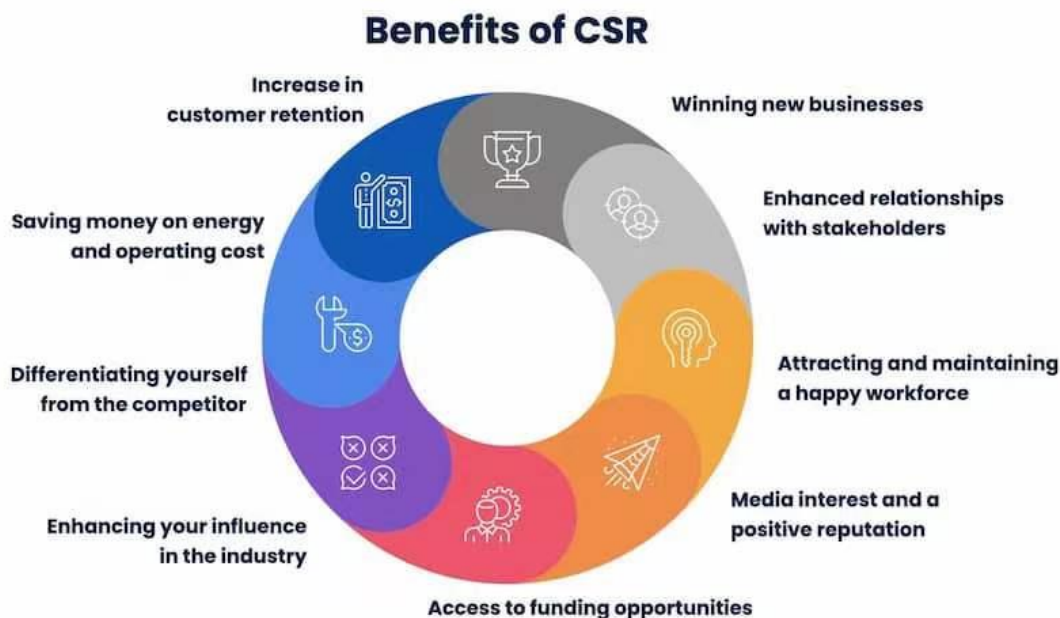 Benefits of CSR
Increase in
customer retention
Winning new businesses
Enhanced relationships
with stakeholders
Saving money on energy
and operating cost
Attracting and maintaining
a happy workforce
Differentiating yourself
from the competitor
Media interest and a
positive reputation
Enhancing your influence
in the industry
Access to funding opportunities